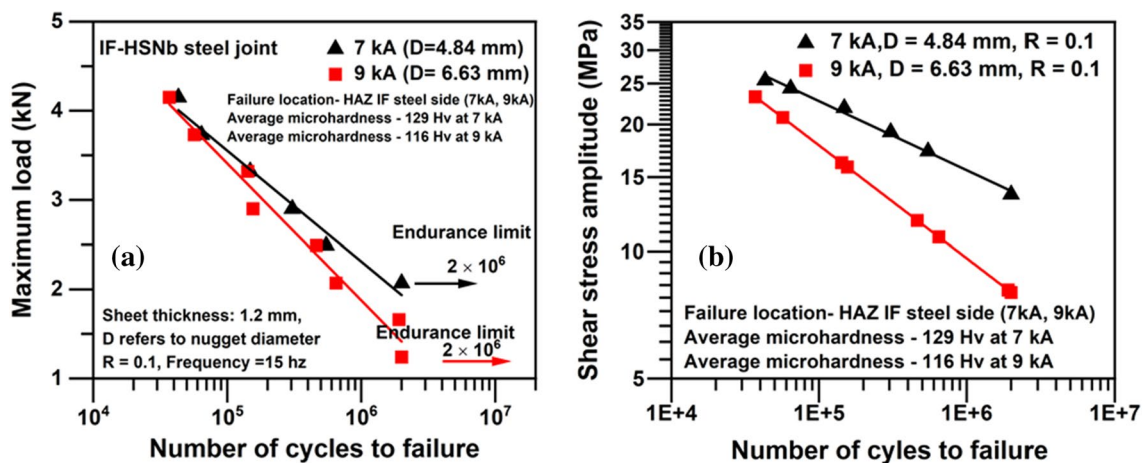 Maximum load (kN)
5
4
3
2
1
IF-HSNb steel joint
7 kA (D=4.84 mm)
9 kA (D= 6.63 mm)
Failure location- HAZ IF steel side (7kA, 9kA)
Average microhardness - 129 Hv at 7 kA
Average microhardness - 116 Hv at 9 kA
(a)
Endurance limit
2 × 10⁶
Sheet thickness: 1.2 mm,
D refers to nugget diameter
R = 0.1, Frequency =15 hz
Endurance limit
2 × 10⁶
10⁴ 10⁵ 10⁶ 10⁷
Number of cycles to failure
Shear stress amplitude (MPa)
35
30
25
20
15
10
5
7 kA,D = 4.84 mm, R = 0.1
9 kA, D = 6.63 mm, R = 0.1
(b)
Failure location- HAZ IF steel side (7kA, 9kA)
Average microhardness - 129 Hv at 7 kA
Average microhardness - 116 Hv at 9 kA
1E+4 1E+5 1E+6
Number of cyles to failure